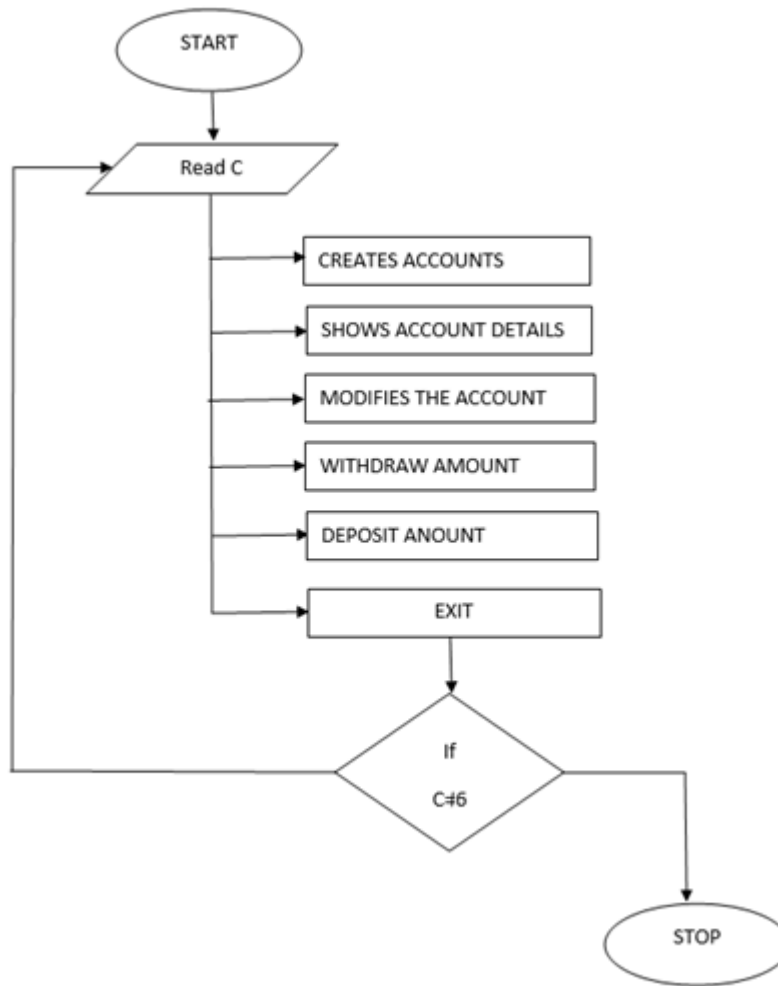 START
Read C
CREATES ACCOUNTS
SHOWS ACCOUNT DETAILS
MODIFIES THE ACCOUNT
WITHDRAW AMOUNT
DEPOSIT ANOUNT
EXIT
If
C≠6
STOP